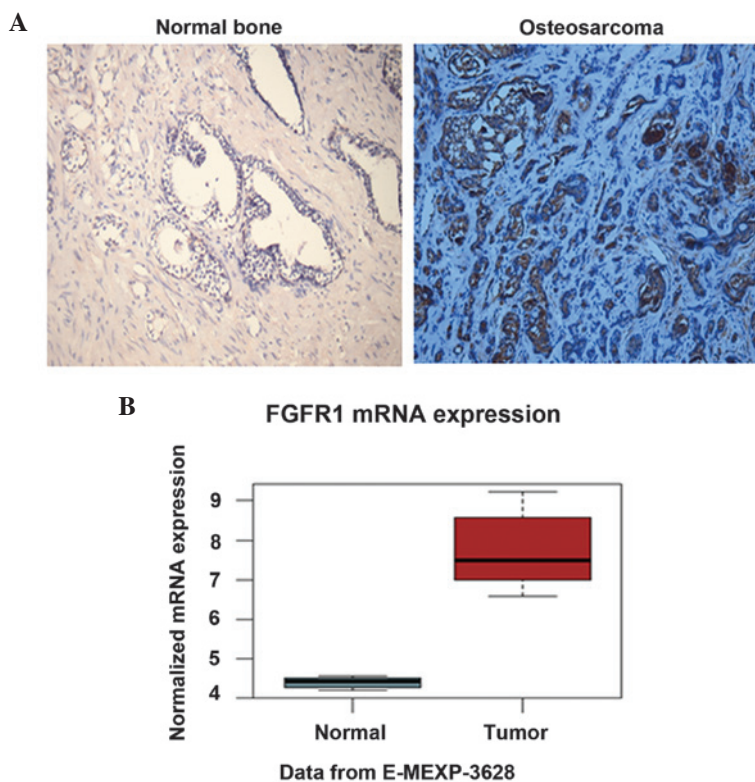 A
Normal bone
Osteosarcoma
B
FGFR1 mRNA expression
Normalized mRNA expression
9
8
7
6
5
4
Normal
Tumor
Data from E-MEXP-3628